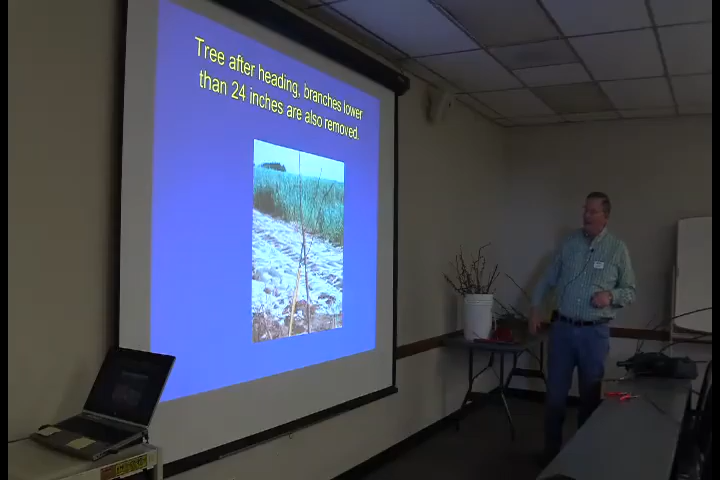 Tree after heading, branches lower
than 24 inches are also removed.